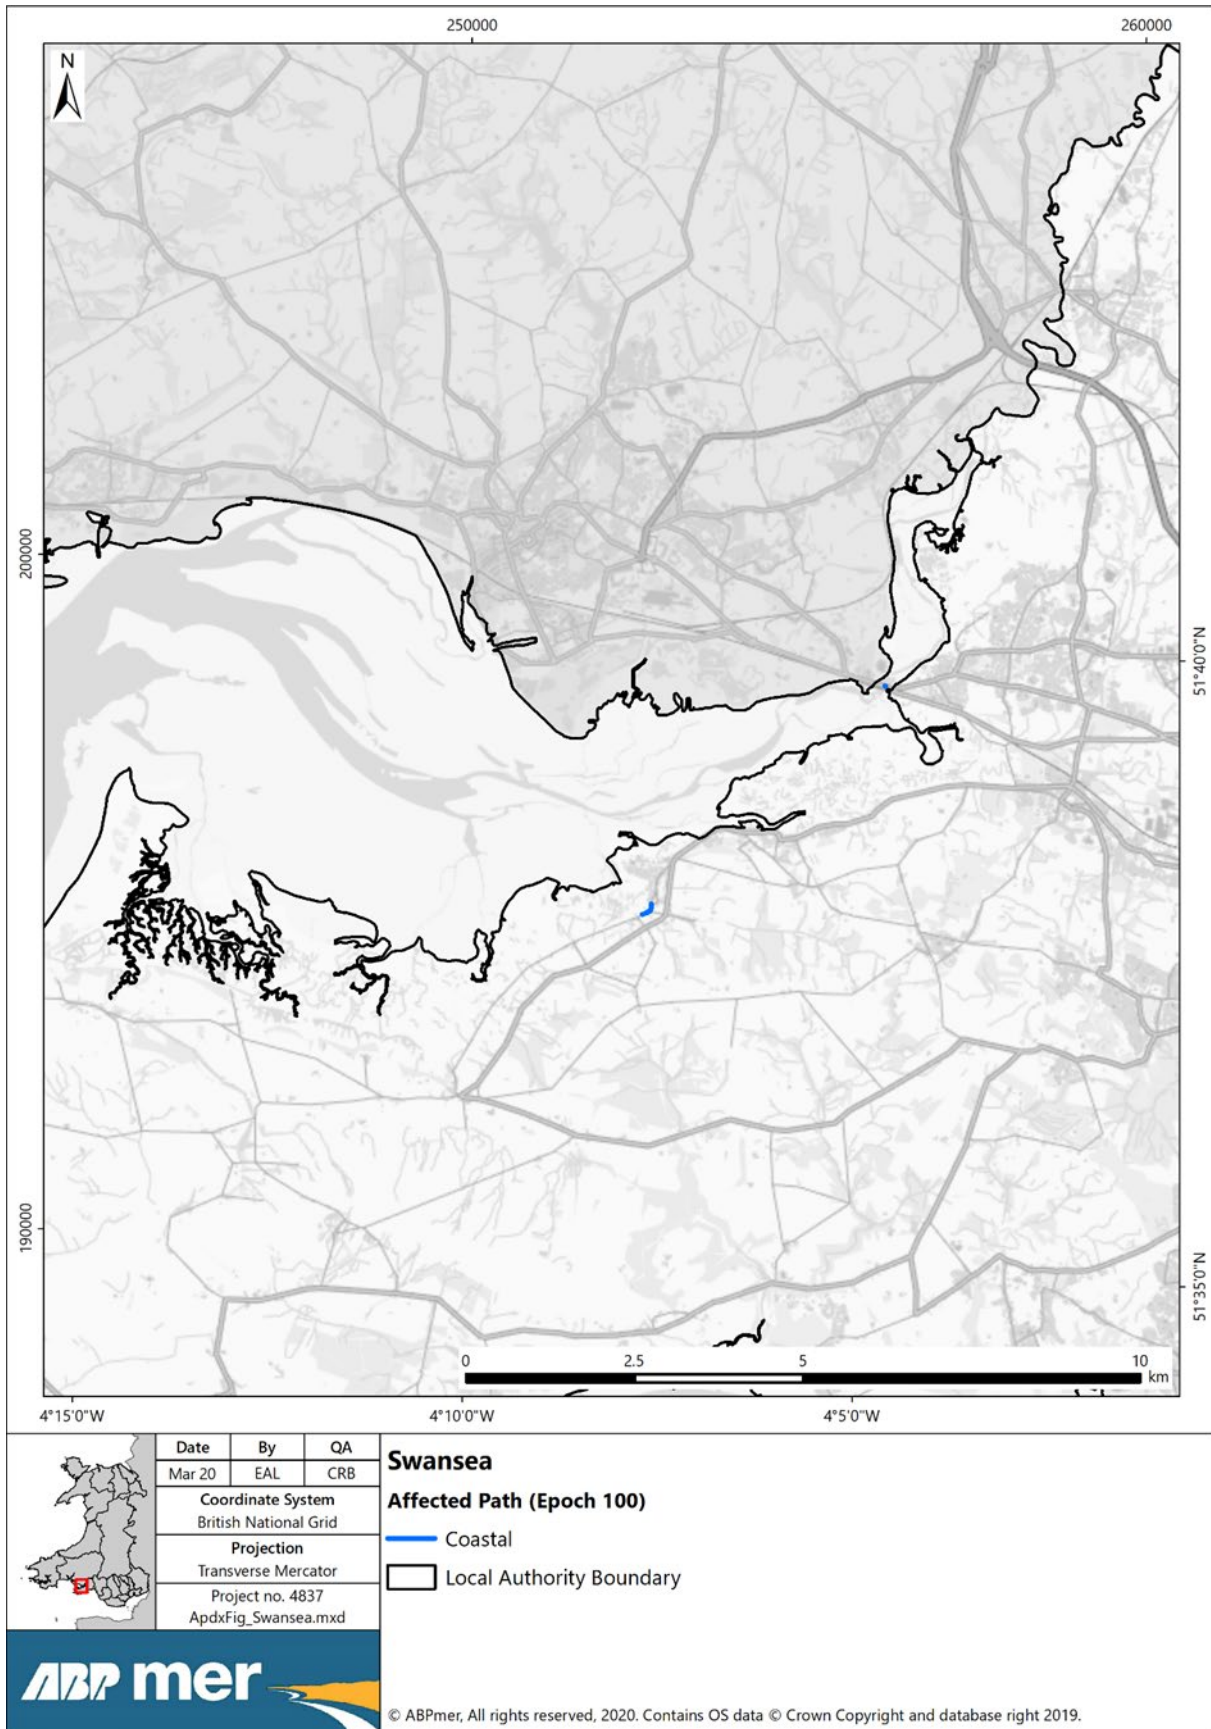 250000
260000
N
200000
51°40'0"N
190000
51°35'0"N
0
2.5
5
10
km
4°15'0"W
4°10'0"W
4°5'0"W
Date
By
QA
Mar 20
EAL
CRB
Coordinate System
British National Grid
Projection
Transverse Mercator
Project no. 4837
ApdxFig_Swansea.mxd
ABP mer
Swansea
Affected Path (Epoch 100)
Coastal
Local Authority Boundary
© ABPmer, All rights reserved, 2020. Contains OS data © Crown Copyright and database right 2019.